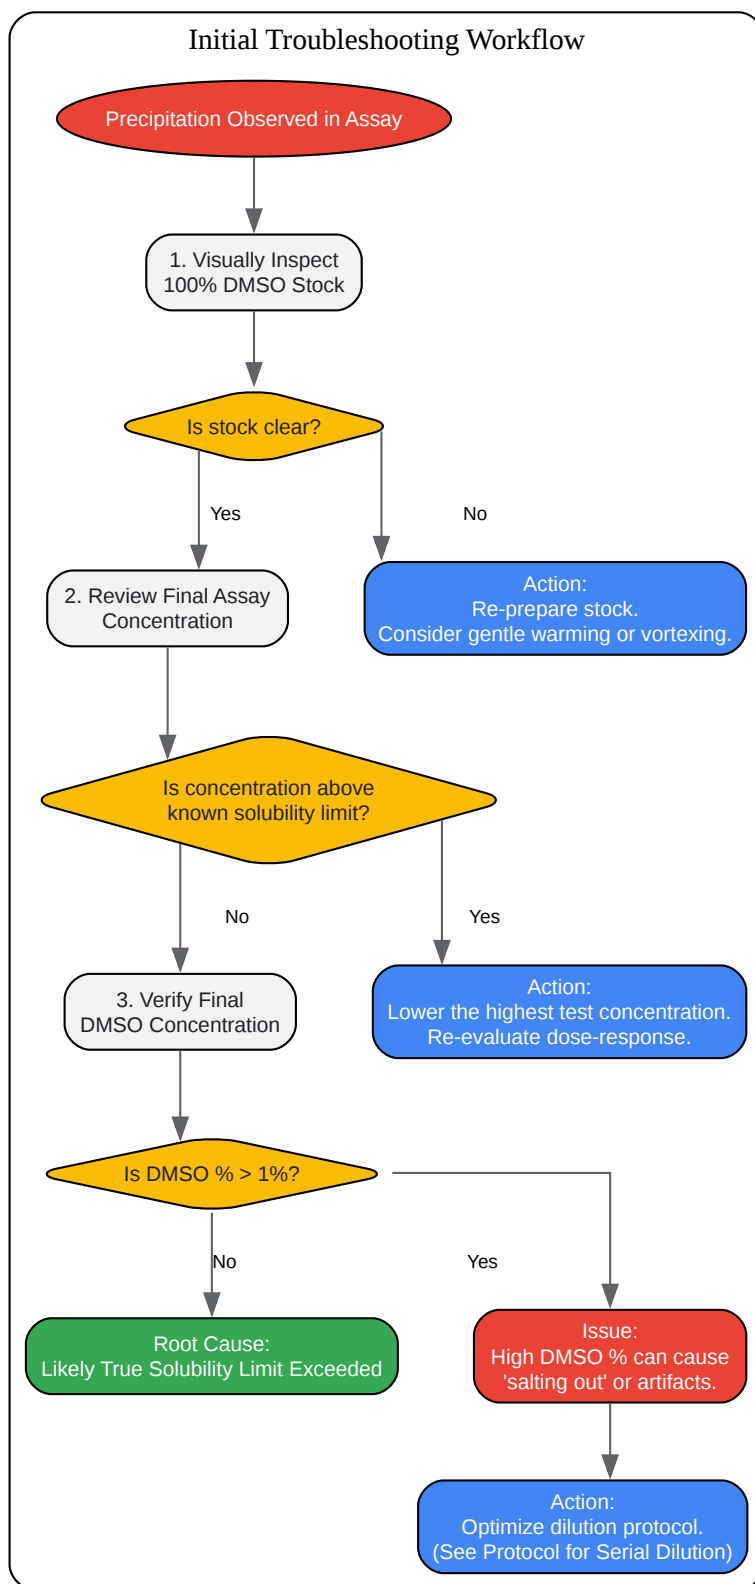 Initial Troubleshooting Workflow
Precipitation Observed in Assay
1. Visually Inspect
100% DMSO Stock
Is stock clear?
Yes
No
2. Review Final Assay
Concentration
Action:
Re-prepare stock.
Consider gentle warming or vortexing.
Is concentration above
known solubility limit?
No
Yes
3. Verify Final
DMSO Concentration
Action:
Lower the highest test concentration.
Re-evaluate dose-response.
Is DMSO % > 1%?
No
Yes
Root Cause:
Likely True Solubility Limit Exceeded
Issue:
High DMSO % can cause
'salting out' or artifacts.
Action:
Optimize dilution protocol.
(See Protocol for Serial Dilution)